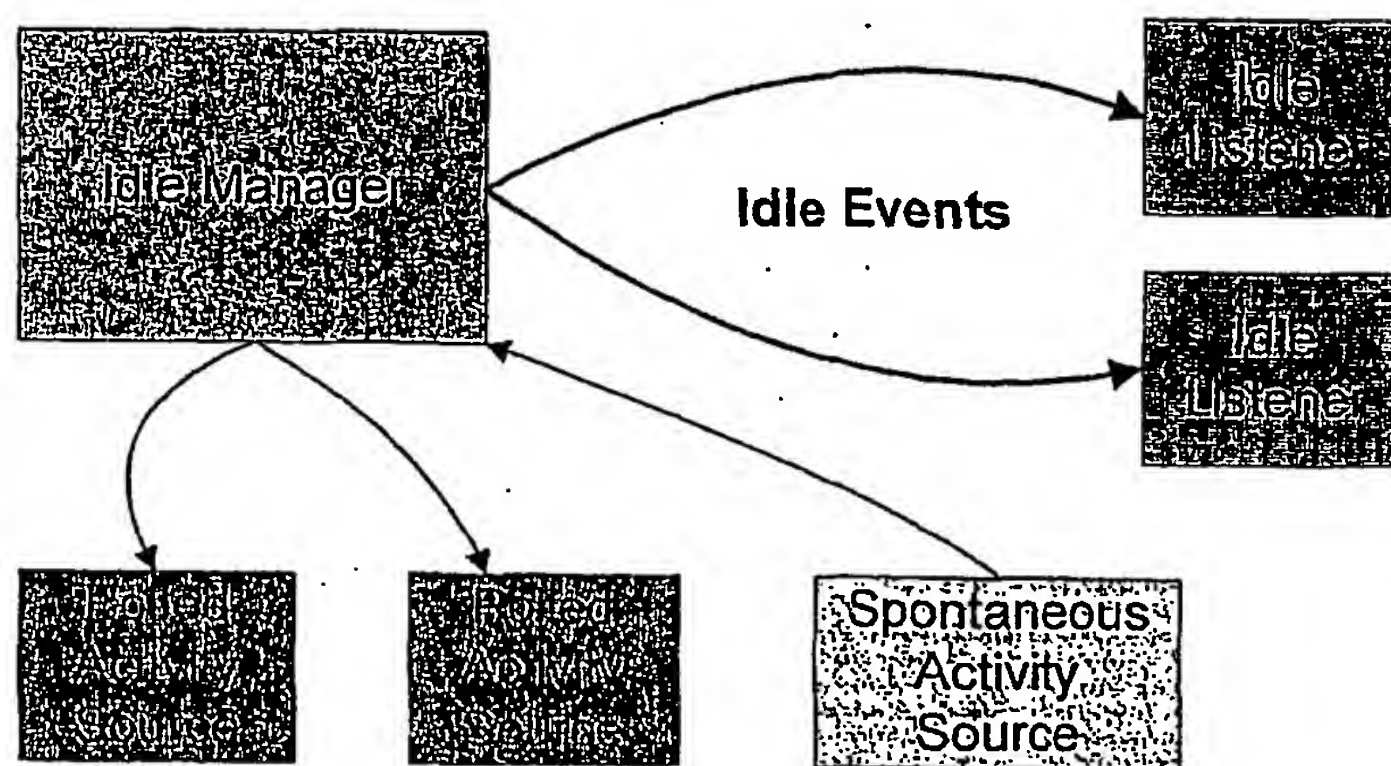 Idle
Listener
Idle Manager
Idle Events
Idle
Listener
Polled
Activity
Source
Polled
Activity
Source
Spontaneous
Activity
Source